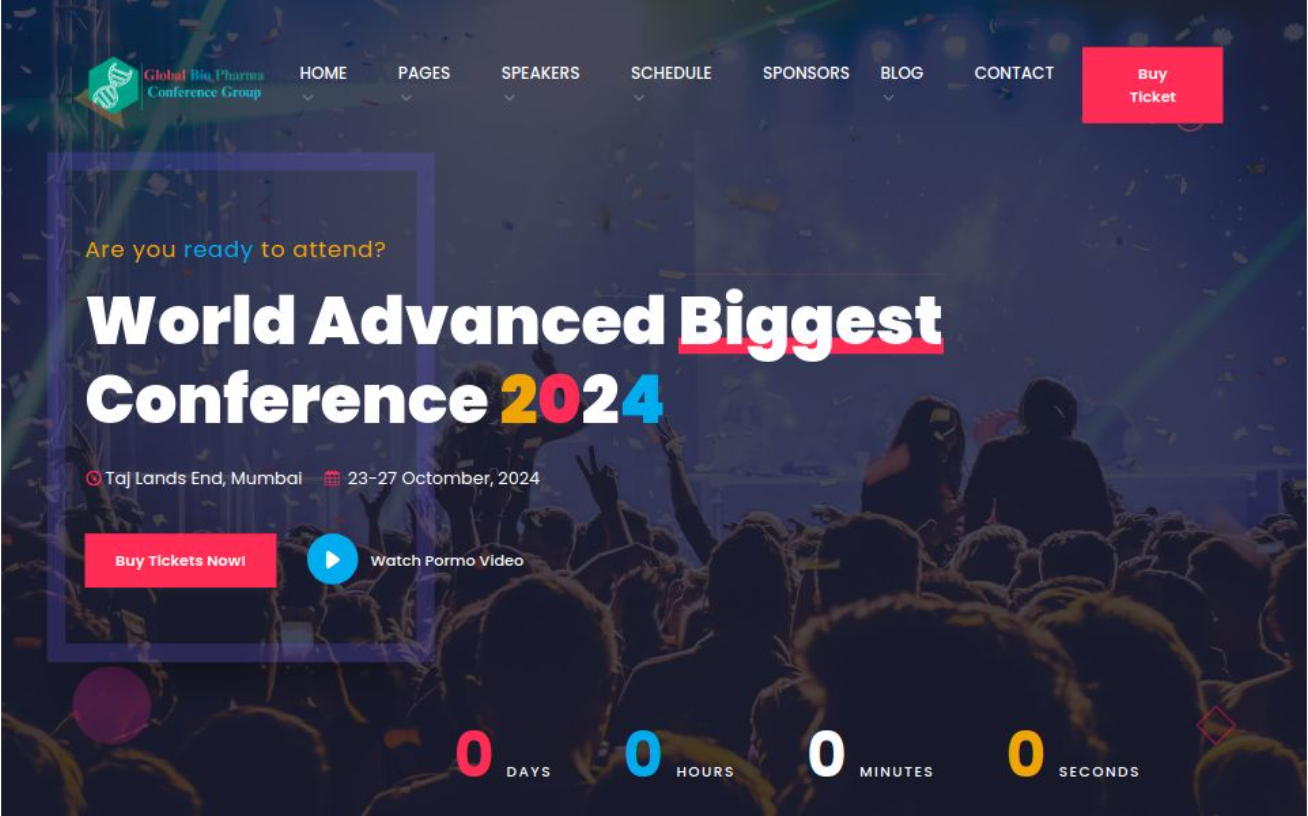 Global Bio Pharma
Conference Group
HOME
PAGES
SPEAKERS
SCHEDULE
SPONSORS
BLOG
CONTACT
Buy
Ticket
Are you ready to attend?
World Advanced Biggest
Conference 2024
Taj Lands End, Mumbai 23-27 Octomber, 2024
Buy Tickets Now!
Watch Pormo Video
0 DAYS 0 HOURS 0 MINUTES 0 SECONDS